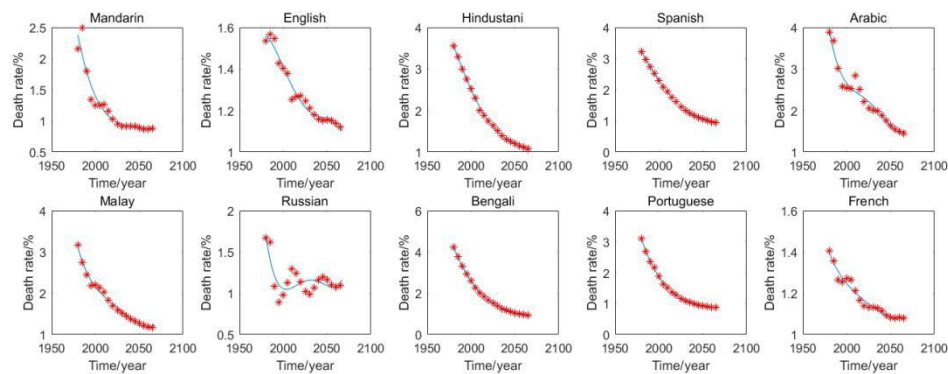 Mandarin English Hindustani Spanish Arabic
2.5 1.6 4 4 4
2 3 3
1.5 1.4 3 2 3
1 1.2 2 1 2
0.5 1 1 0 1
1950 2000 2050 2100 1950 2000 2050 2100 1950 2000 2050 2100 1950 2000 2050 2100 1950 2000 2050 2100
Death rate/% Death rate/% Death rate/% Death rate/% Death rate/%
Time/year Time/year Time/year Time/year Time/year
Malay Russian Bengali Portuguese French
4 2 6 4 1.6
3 1.5 4 3 1.4
2 1 2 2 1.2
1 0.5 0 1 1
0
1950 2000 2050 2100 1950 2000 2050 2100 1950 2000 2050 2100 1950 2000 2050 2100 1950 2000 2050 2100
Death rate/% Death rate/% Death rate/% Death rate/% Death rate/%
Time/year Time/year Time/year Time/year Time/year